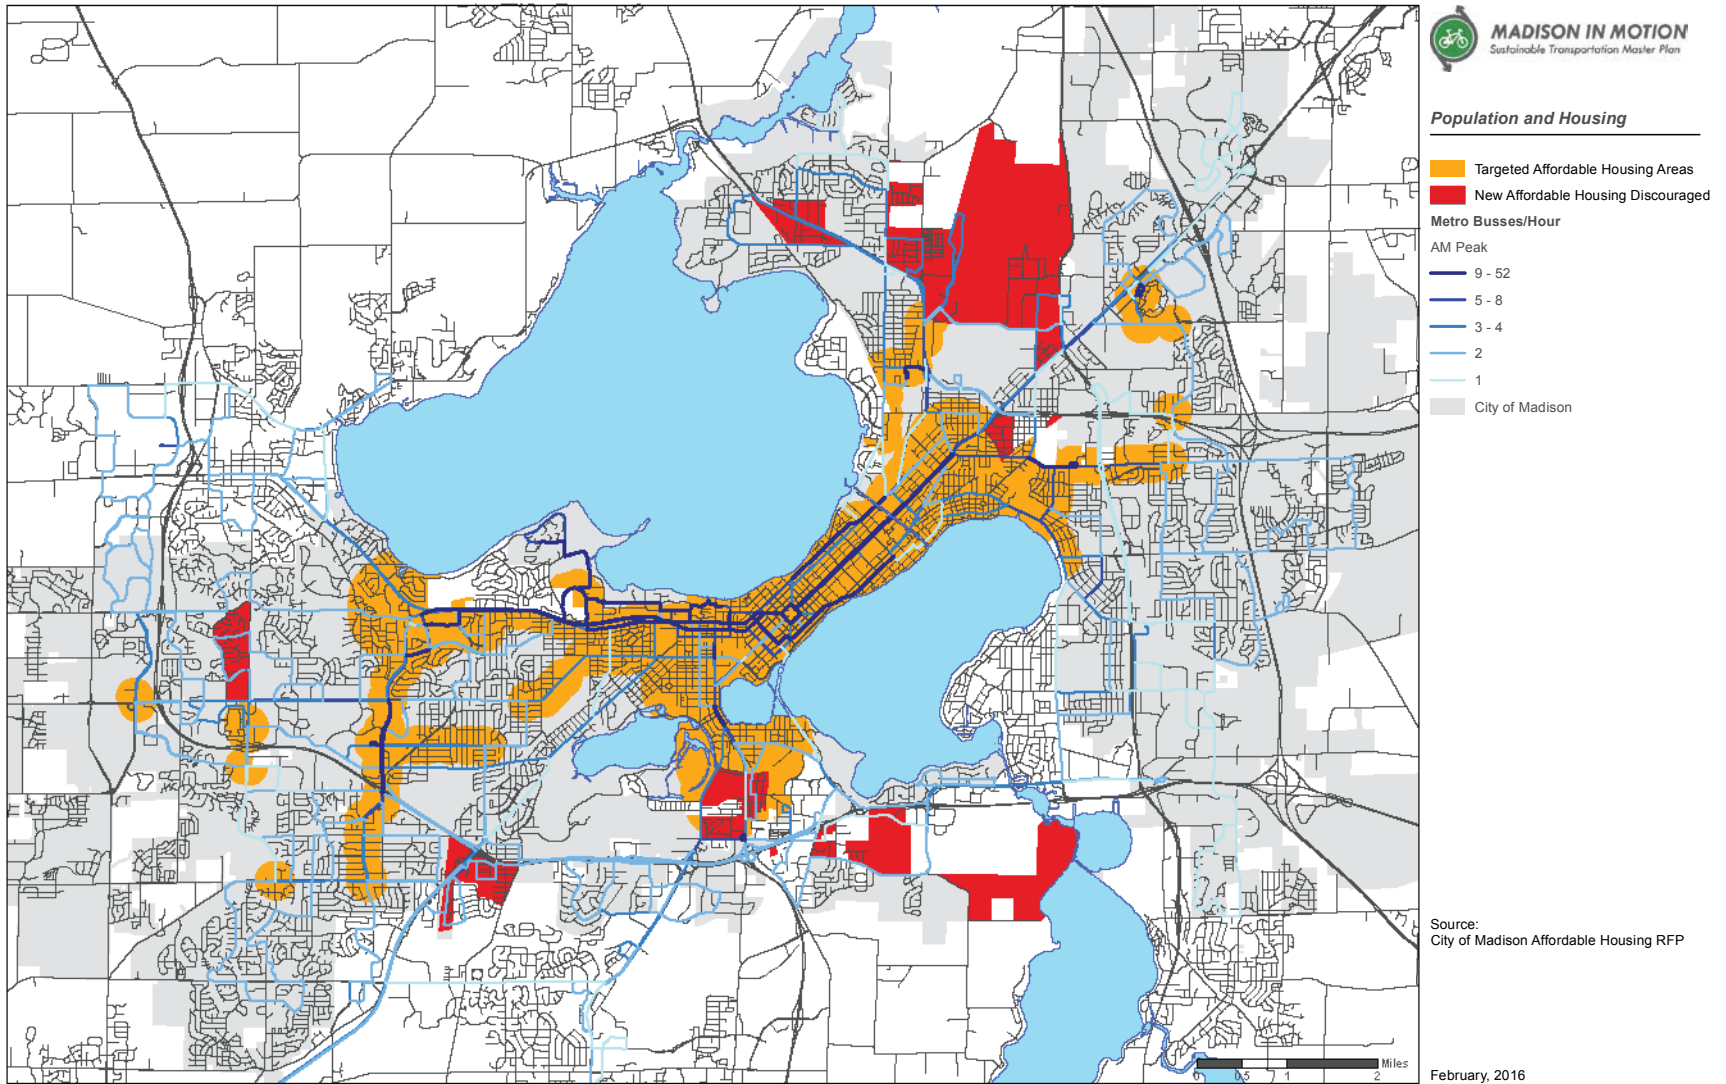 MADISON IN MOTION
Sustainable Transportation Master Plan
Population and Housing
Targeted Affordable Housing Areas
New Affordable Housing Discouraged
Metro Busses/Hour
AM Peak
9 - 52
5 - 8
3 - 4
2
1
City of Madison
Source:
City of Madison Affordable Housing RFP
Miles
0 0.5 1 2
February, 2016